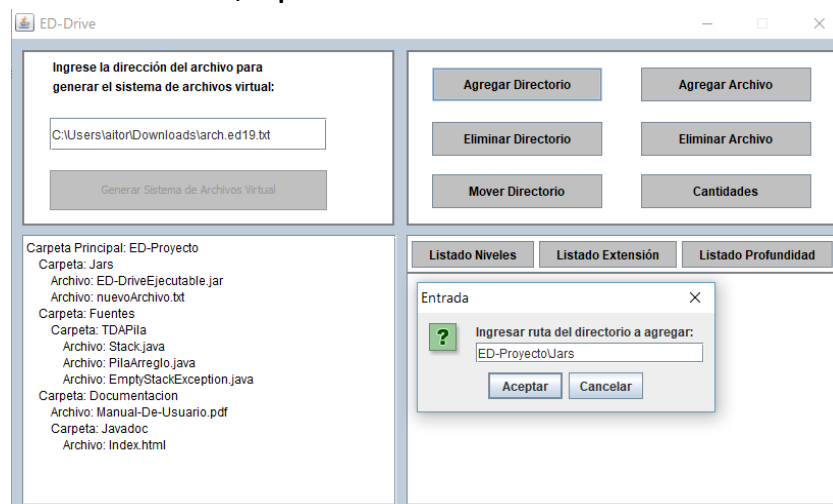 ED-Drive
Ingrese la dirección del archivo para
generar el sistema de archivos virtual:
C:\Users\aitor\Downloads\arch.ed19.txt
Generar Sistema de Archivos Virtual
Agregar Directorio
Agregar Archivo
Eliminar Directorio
Eliminar Archivo
Mover Directorio
Cantidades
Carpeta Principal: ED-Proyecto
Carpeta: Jars
Archivo: ED-DriveEjecutable.jar
Archivo: nuevoArchivo.txt
Carpeta: Fuentes
Carpeta: TDAPila
Archivo: Stack.java
Archivo: PilaArreglo.java
Archivo: EmptyStackException.java
Carpeta: Documentacion
Archivo: Manual-De-Usuario.pdf
Carpeta: Javadoc
Archivo: Index.html
Listado Niveles
Listado Extensión
Listado Profundidad
Entrada
?
Ingresar ruta del directorio a agregar:
ED-Proyecto\Jars
Aceptar
Cancelar